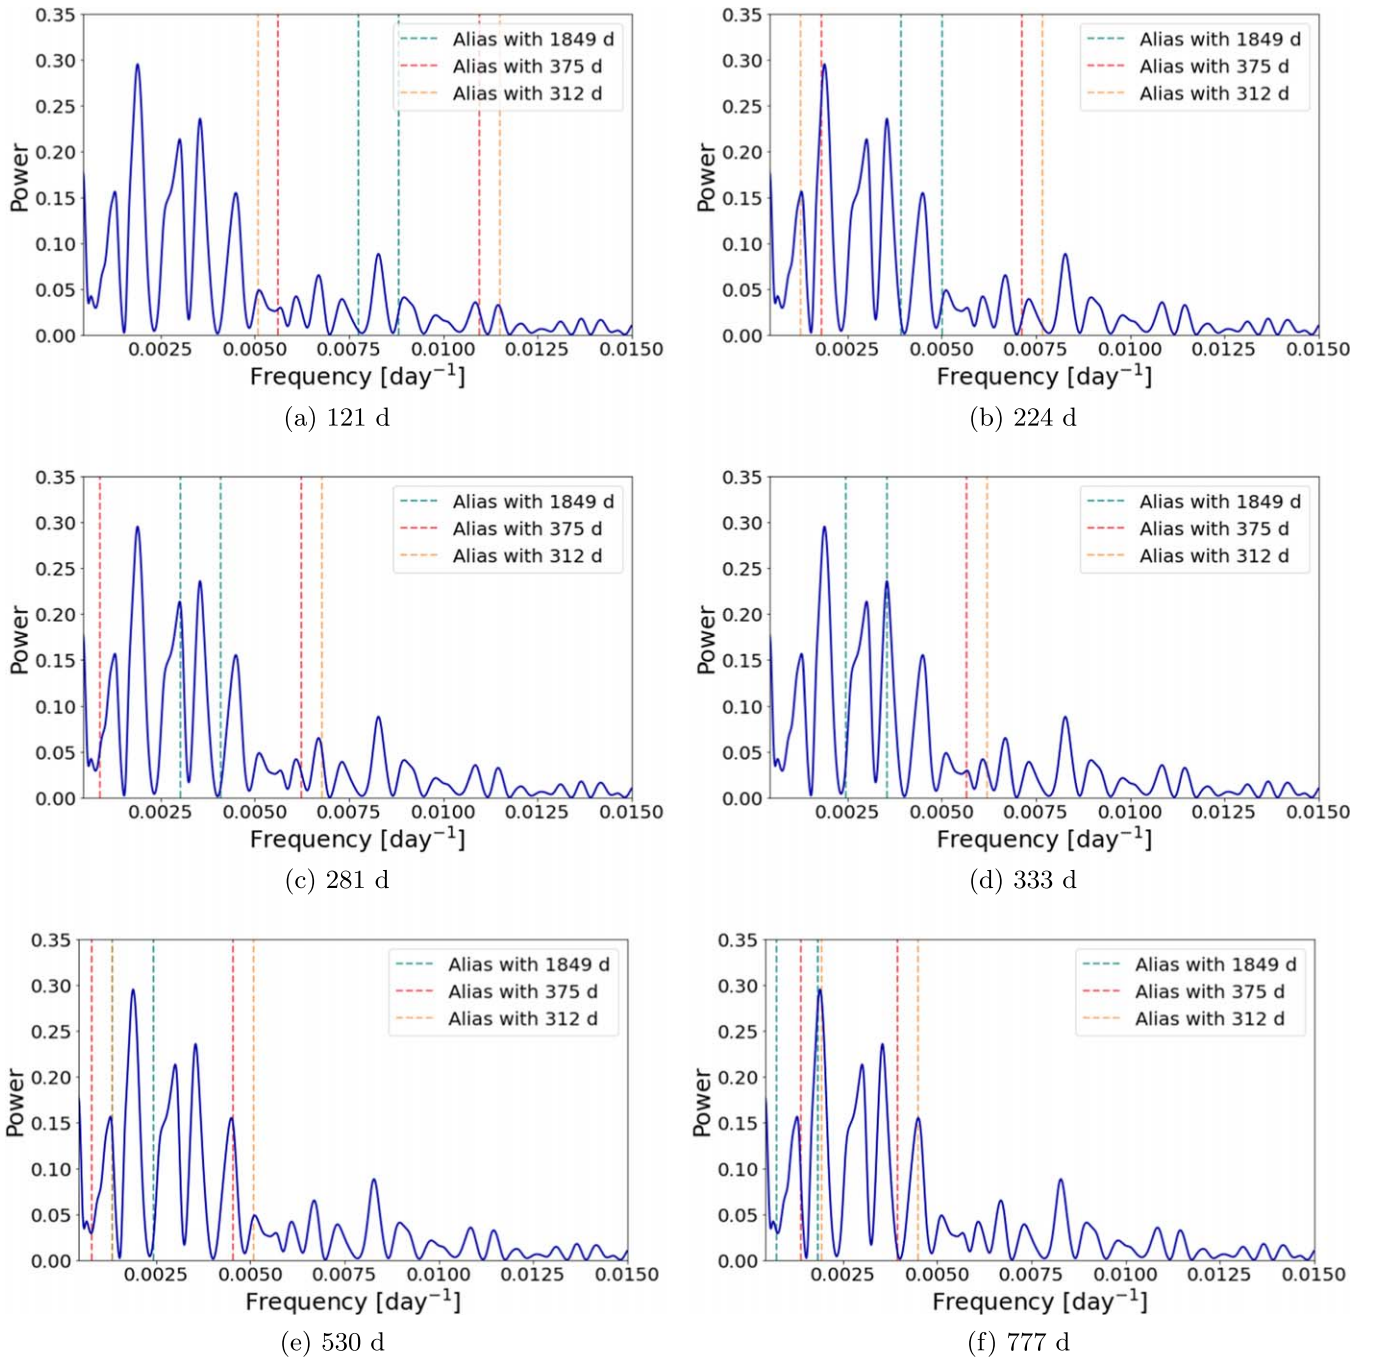 0.35
0.30
0.25
0.20
0.15
0.10
0.05
0.00
Power
Alias with 1849 d
Alias with 375 d
Alias with 312 d
0.0025 0.0050 0.0075 0.0100 0.0125 0.0150
Frequency [day⁻¹]
(a) 121 d
0.35
0.30
0.25
0.20
0.15
0.10
0.05
0.00
Power
Alias with 1849 d
Alias with 375 d
Alias with 312 d
0.0025 0.0050 0.0075 0.0100 0.0125 0.0150
Frequency [day⁻¹]
(b) 224 d
0.35
0.30
0.25
0.20
0.15
0.10
0.05
0.00
Power
Alias with 1849 d
Alias with 375 d
Alias with 312 d
0.0025 0.0050 0.0075 0.0100 0.0125 0.0150
Frequency [day⁻¹]
(c) 281 d
0.35
0.30
0.25
0.20
0.15
0.10
0.05
0.00
Power
Alias with 1849 d
Alias with 375 d
Alias with 312 d
0.0025 0.0050 0.0075 0.0100 0.0125 0.0150
Frequency [day⁻¹]
(d) 333 d
0.35
0.30
0.25
0.20
0.15
0.10
0.05
0.00
Power
Alias with 1849 d
Alias with 375 d
Alias with 312 d
0.0025 0.0050 0.0075 0.0100 0.0125 0.0150
Frequency [day⁻¹]
(e) 530 d
0.35
0.30
0.25
0.20
0.15
0.10
0.05
0.00
Power
Alias with 1849 d
Alias with 375 d
Alias with 312 d
0.0025 0.0050 0.0075 0.0100 0.0125 0.0150
Frequency [day⁻¹]
(f) 777 d